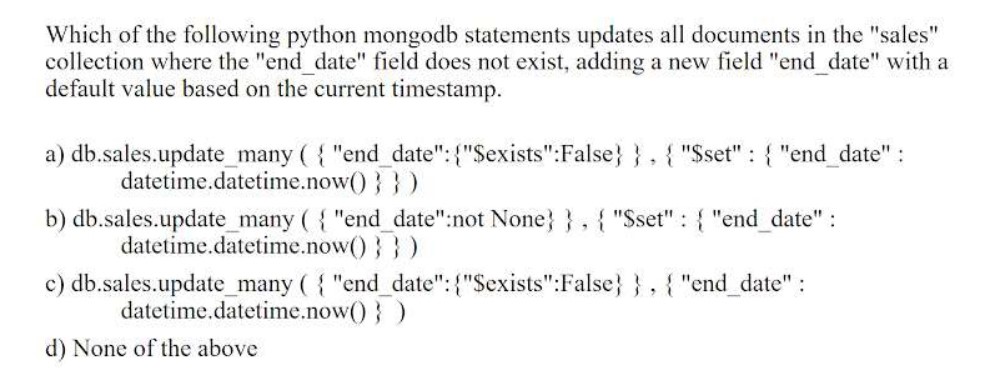 Which of the following python mongodb statements updates all documents in the "sales"
collection where the "end_date" field does not exist, adding a new field "end_date" with a
default value based on the current timestamp.
a) db.sales.update_many ( { "end_date":{"$exists":False} } , { "$set" : { "end_date" :
datetime.datetime.now() } } )
b) db.sales.update_many ( { "end_date":not None} } , { "$set" : { "end_date" :
datetime.datetime.now() } } )
c) db.sales.update_many ( { "end_date":{"$exists":False} } , { "end_date" :
datetime.datetime.now() } )
d) None of the above